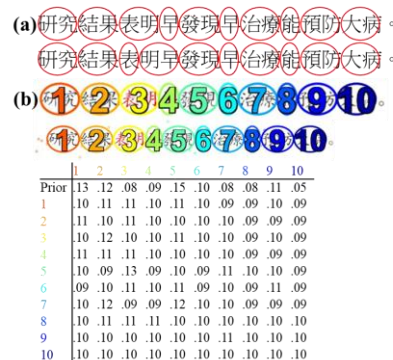 (a) 研究結果表明早發現早治療能預防大病。
研究結果表明早發現早治療能預防大病。
(b) 1 2 3 4 5 6 7 8 9 10
1 2 3 4 5 6 7 8 9 10
1 2 3 4 5 6 7 8 9 10
Prior .13 .12 .08 .09 .15 .10 .08 .08 .11 .05
1 .10 .11 .11 .10 .11 .10 .09 .09 .10 .09
2 .11 .10 .11 .10 .10 .10 .10 .09 .09 .09
3 .10 .12 .10 .10 .11 .10 .10 .09 .10 .09
4 .11 .11 .11 .10 .10 .10 .10 .10 .09 .09
5 .10 .09 .13 .09 .10 .09 .11 .10 .10 .09
6 .09 .10 .11 .10 .11 .09 .10 .09 .11 .09
7 .10 .12 .09 .09 .12 .10 .10 .09 .10 .09
8 .10 .11 .11 .11 .10 .10 .10 .10 .10 .10
9 .10 .10 .10 .10 .10 .10 .11 .10 .10 .10
10 .10 .10 .10 .10 .10 .10 .10 .10 .10 .10